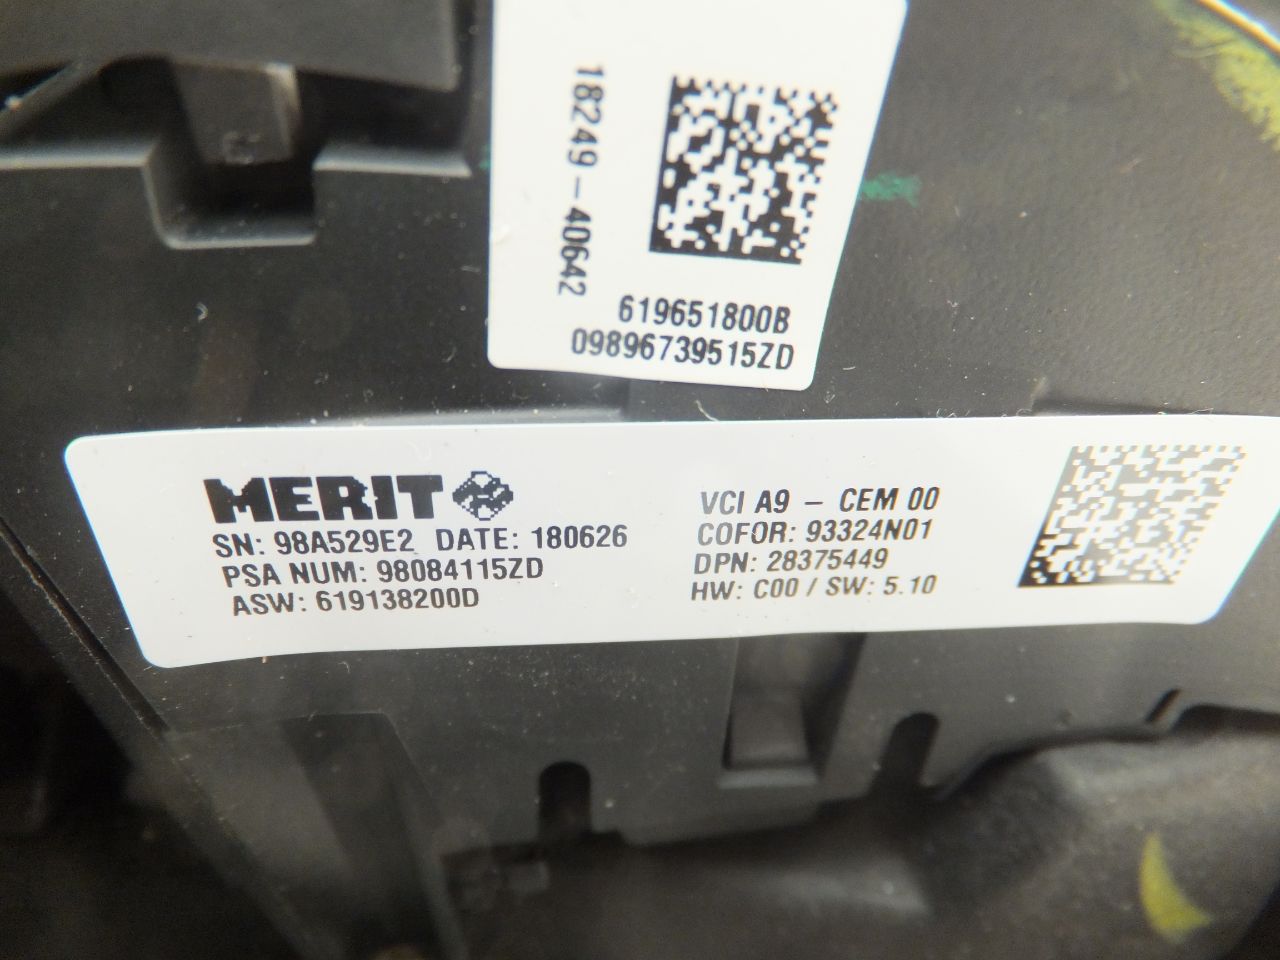 18249-40642
619651800B
09896739515ZD
MERIT
SN: 98A529E2 DATE: 180626
PSA NUM: 98084115ZD
ASW: 619138200D
VCI A9 - CEM 00
COFOR: 93324N01
DPN: 28375449
HW: C00 / SW: 5.10